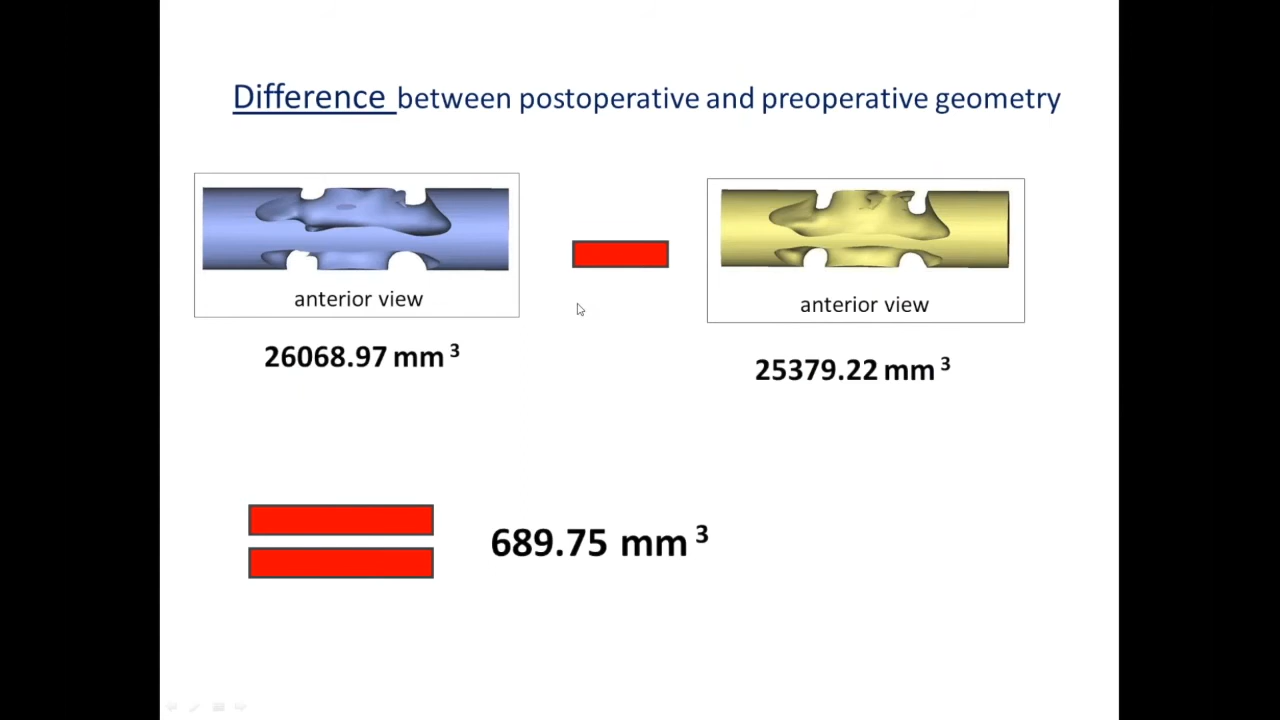 Difference between postoperative and preoperative geometry
anterior view
anterior view
26068.97 mm 3
25379.22 mm 3
689.75 mm 3